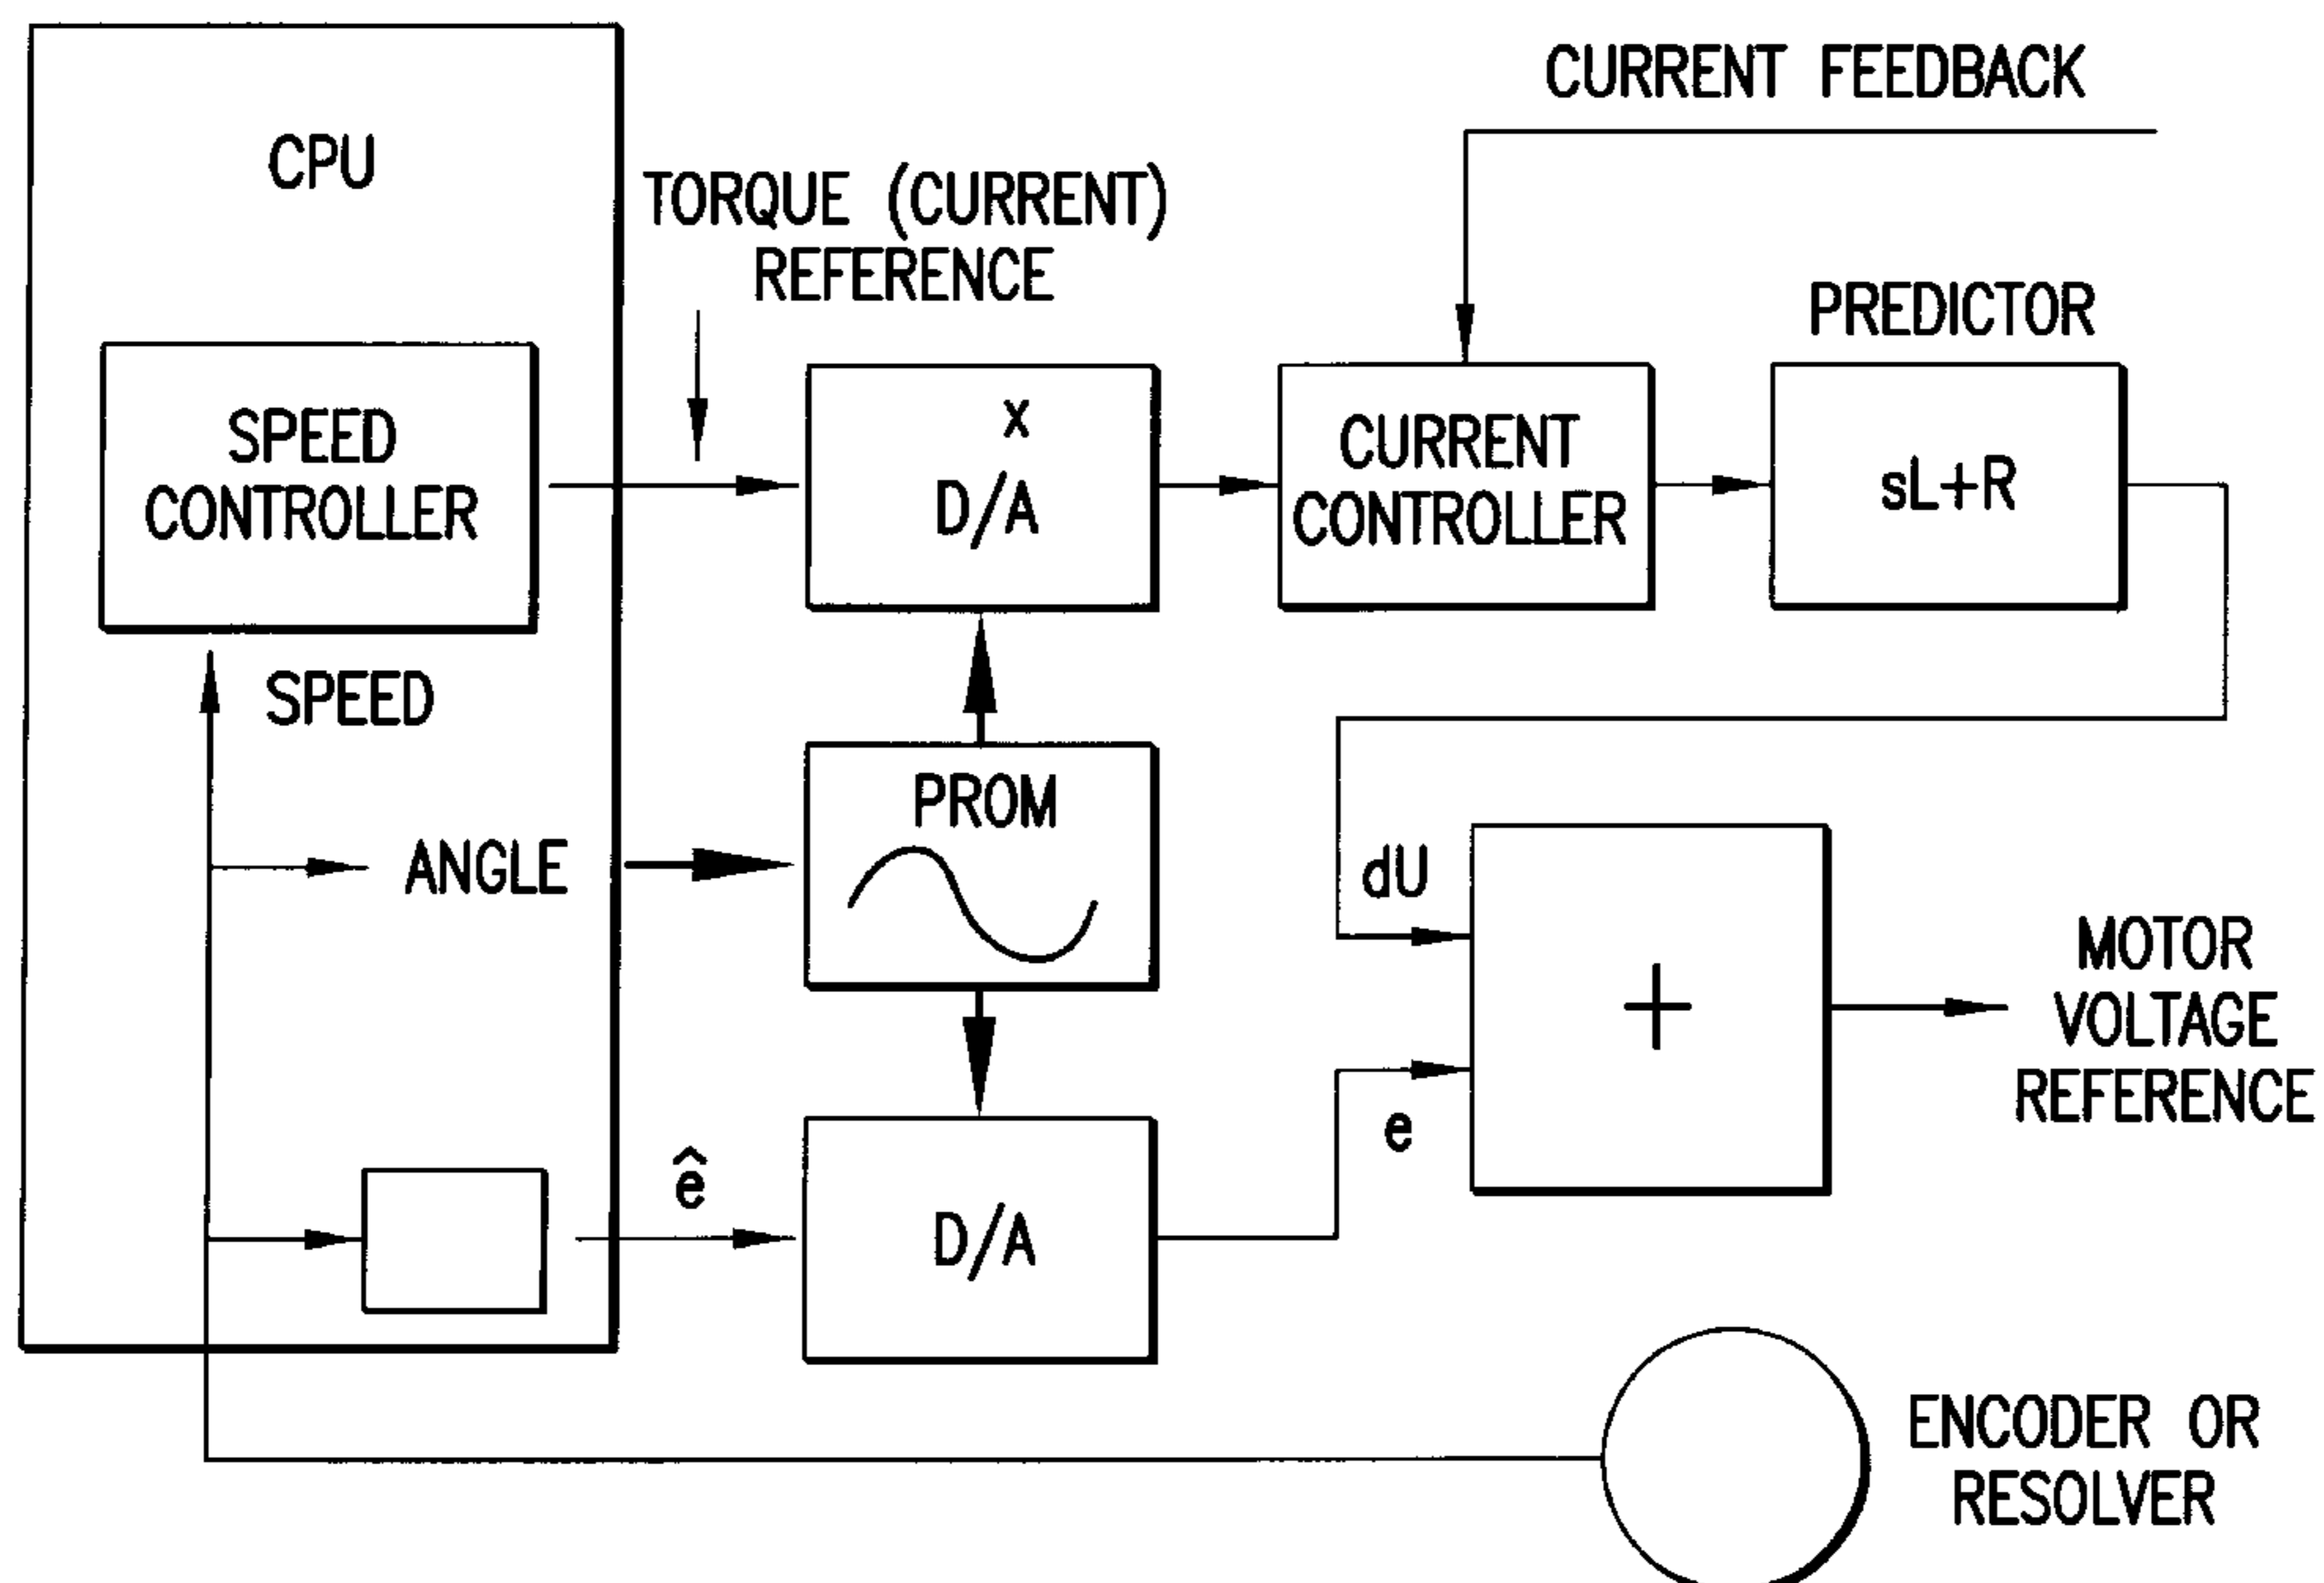 CURRENT FEEDBACK
CPU
TORQUE (CURRENT)
REFERENCE
PREDICTOR
SPEED
CONTROLLER
x
D/A
CURRENT
CONTROLLER
sL+R
SPEED
PROM
ANGLE
dU
+
MOTOR
VOLTAGE
REFERENCE
ê
D/A
e
ENCODER OR
RESOLVER